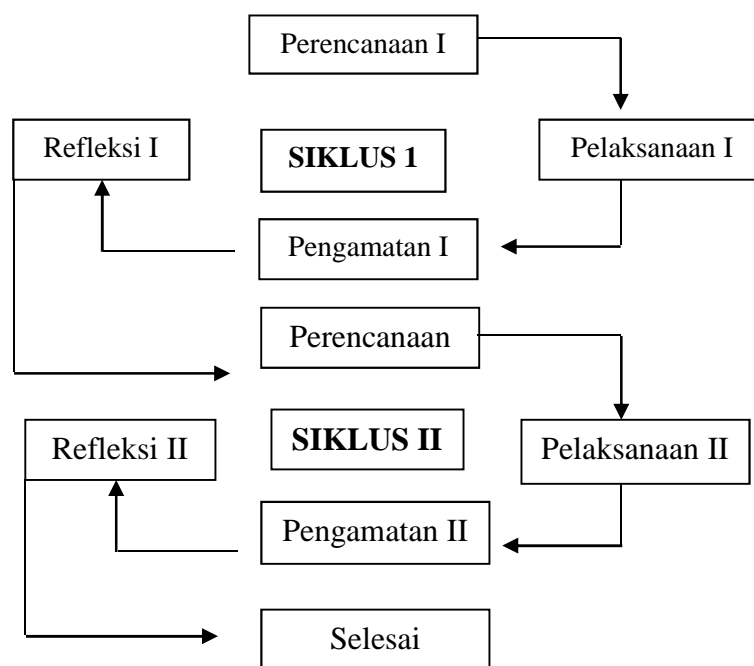 Perencanaan I
Refleksi I
SIKLUS 1
Pelaksanaan I
Pengamatan I
Perencanaan
Refleksi II
SIKLUS II
Pelaksanaan II
Pengamatan II
Selesai